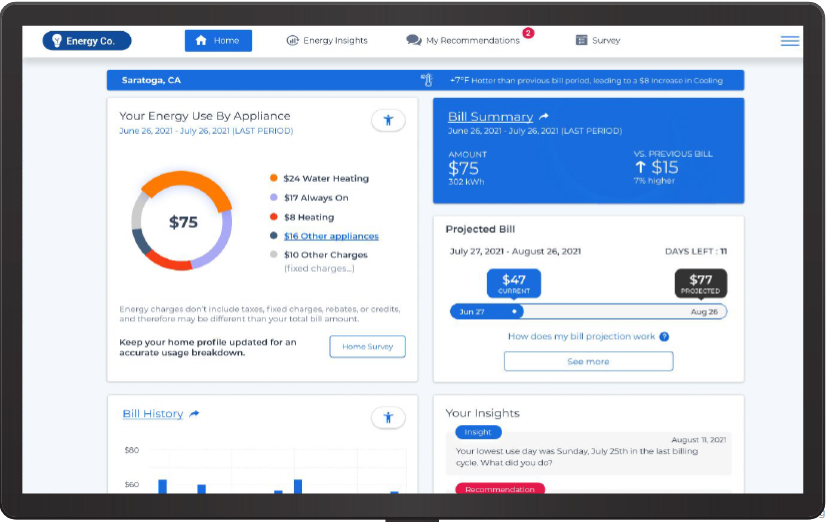 Energy Co.
Home
Energy Insights
My Recommendations
2
Survey
Saratoga, CA
+7°F Hotter than previous bill period, leading to a $8 increase in Cooling
Your Energy Use By Appliance
June 26, 2021 - July 26, 2021 (LAST PERIOD)
$75
$24 Water Heating
$17 Always On
$8 Heating
$16 Other appliances
$10 Other Charges
(fixed charges...)
Energy charges don't include taxes, fixed charges, rebates, or credits,
and therefore may be different than your total bill amount.
Keep your home profile updated for an
accurate usage breakdown.
Home Survey
Bill Summary
June 26, 2021 - July 26, 2021 (LAST PERIOD)
AMOUNT
$75
302 kWh
VS. PREVIOUS BILL
$15
7% higher
Projected Bill
July 27, 2021 - August 26, 2021
DAYS LEFT : 11
$47
CURRENT
$77
PROJECTED
Jun 27
Aug 26
How does my bill projection work ?
See more
Bill History
$80
$60
Your Insights
Insight
August 11, 2021
Your lowest use day was Sunday, July 25th in the last billing
cycle. What did you do?
Recommendation